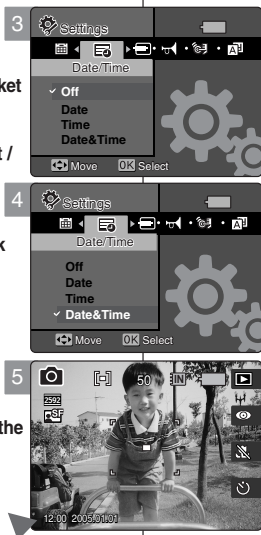 3
Settings
Date/Time
Off
ket
Date
Time
Date&Time
t /
Move OK Select
4
Settings
Date/Time
k
Off
Date
Time
Date&Time
Move OK Select
5
50 IN
2592
SF
the
12:00 2005.01.01